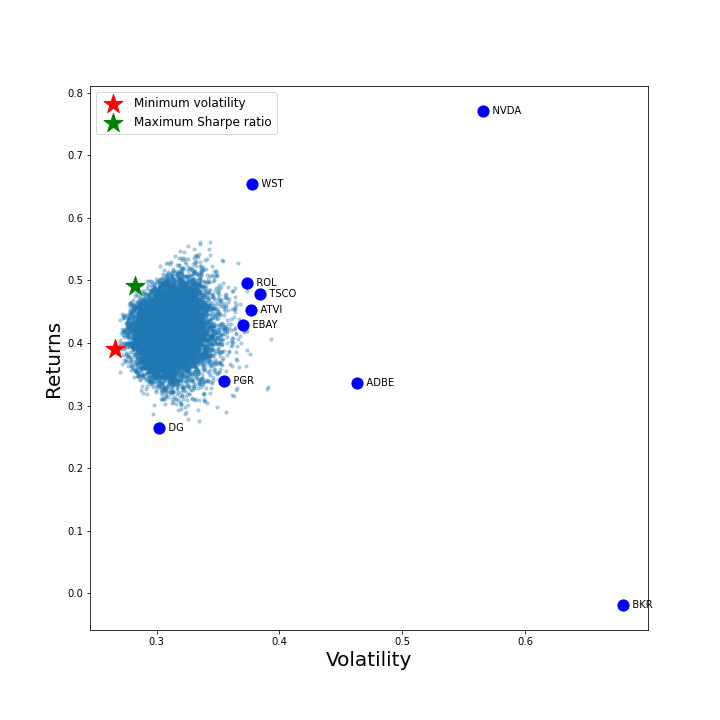 Minimum volatility
Maximum Sharpe ratio
0.8
0.7
0.6
0.5
0.4
0.3
0.2
0.1
0.0
Returns
NVDA
WST
ROL
TSCO
ATVI
EBAY
PGR
ADBE
DG
BKR
0.3
0.4
0.5
0.6
Volatility